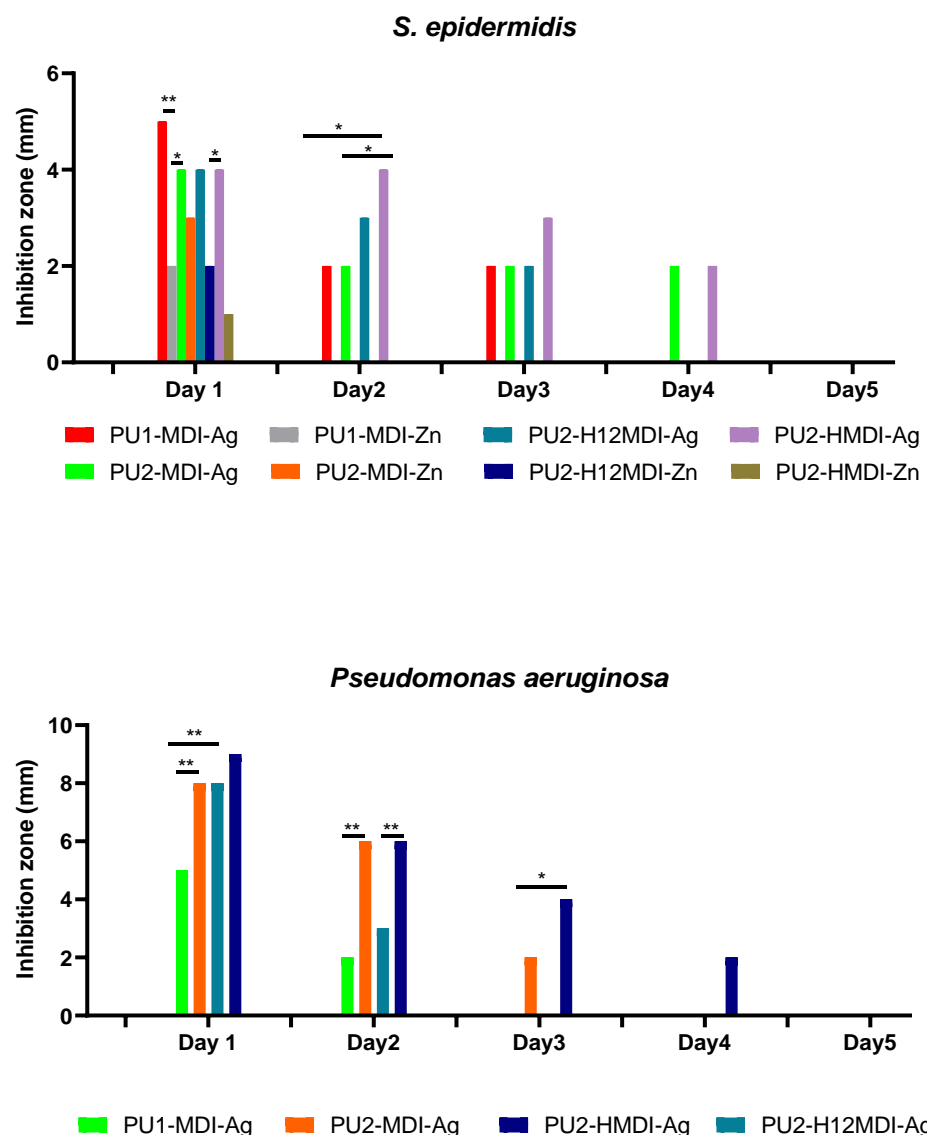 S. epidermidis
Inhibition zone (mm)
6
4
2
0
** * * * *
Day 1 Day2 Day3 Day4 Day5
PU1-MDI-Ag PU1-MDI-Zn PU2-H12MDI-Ag PU2-HMDI-Ag
PU2-MDI-Ag PU2-MDI-Zn PU2-H12MDI-Zn PU2-HMDI-Zn
Pseudomonas aeruginosa
Inhibition zone (mm)
10
8
6
4
2
0
** ** ** ** *
Day 1 Day2 Day3 Day4 Day5
PU1-MDI-Ag PU2-MDI-Ag PU2-HMDI-Ag PU2-H12MDI-Ag